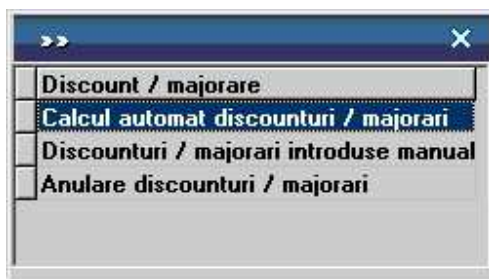 >>
Discount / majorare
Calcul automat discounturi / majorari
Discounturi / majorari introduse manual
Anulare discounturi / majorari